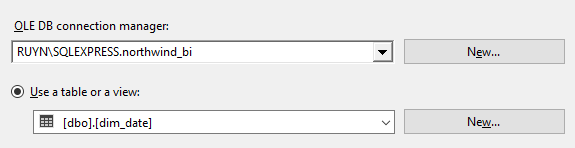 OLE DB connection manager:
RUYN\SQLEXPRESS.northwind_bi
New...
Use a table or a view:
[dbo].[dim_date]
New...